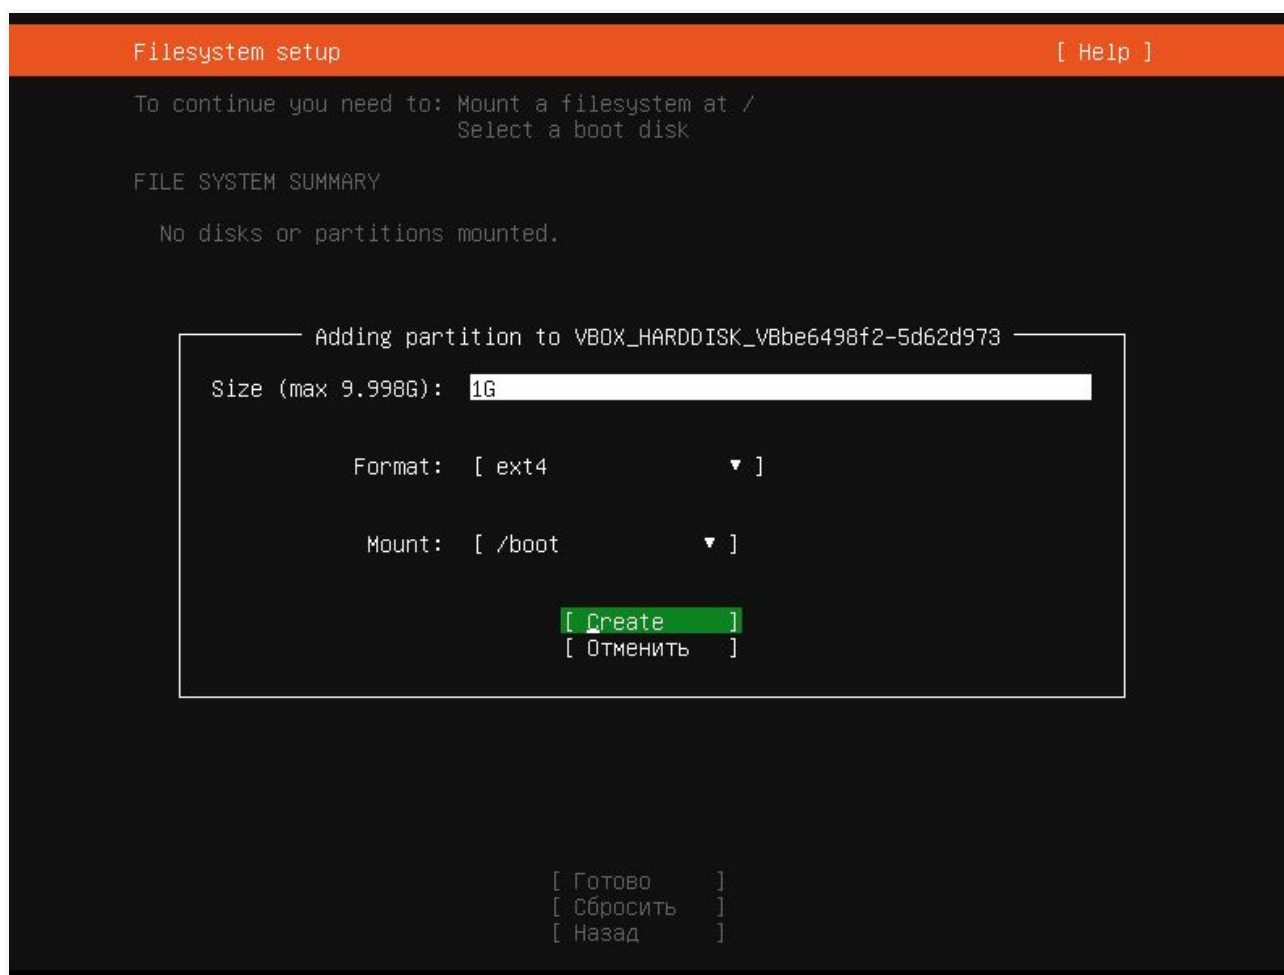 Filesystem setup [ Help ]
To continue you need to: Mount a filesystem at /
Select a boot disk
FILE SYSTEM SUMMARY
No disks or partitions mounted.
Adding partition to VBOX_HARDDISK_VBbe6498f2-5d62d973
Size (max 9.998G): 1G
Format: [ ext4 ▾ ]
Mount: [ /boot ▾ ]
[ Create ]
[ Отменить ]
[ Готово ]
[ Сбросить ]
[ Назад ]